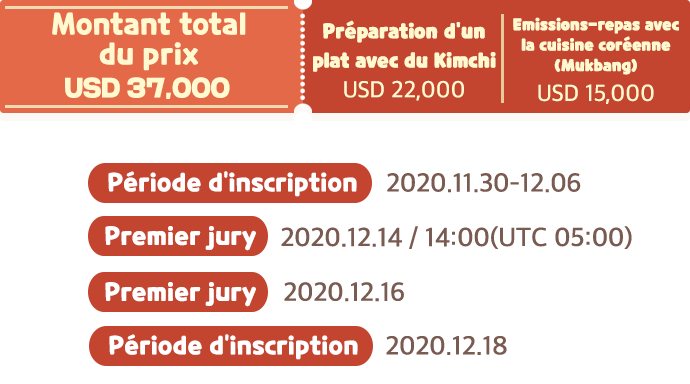 Montant total
du prix
USD 37,000
Préparation d'un
plat avec du Kimchi
USD 22,000
Emissions-repas avec
la cuisine coréenne
(Mukbang)
USD 15,000
Période d'inscription 2020.11.30-12.06
Premier jury 2020.12.14 / 14:00(UTC 05:00)
Premier jury 2020.12.16
Période d'inscription 2020.12.18